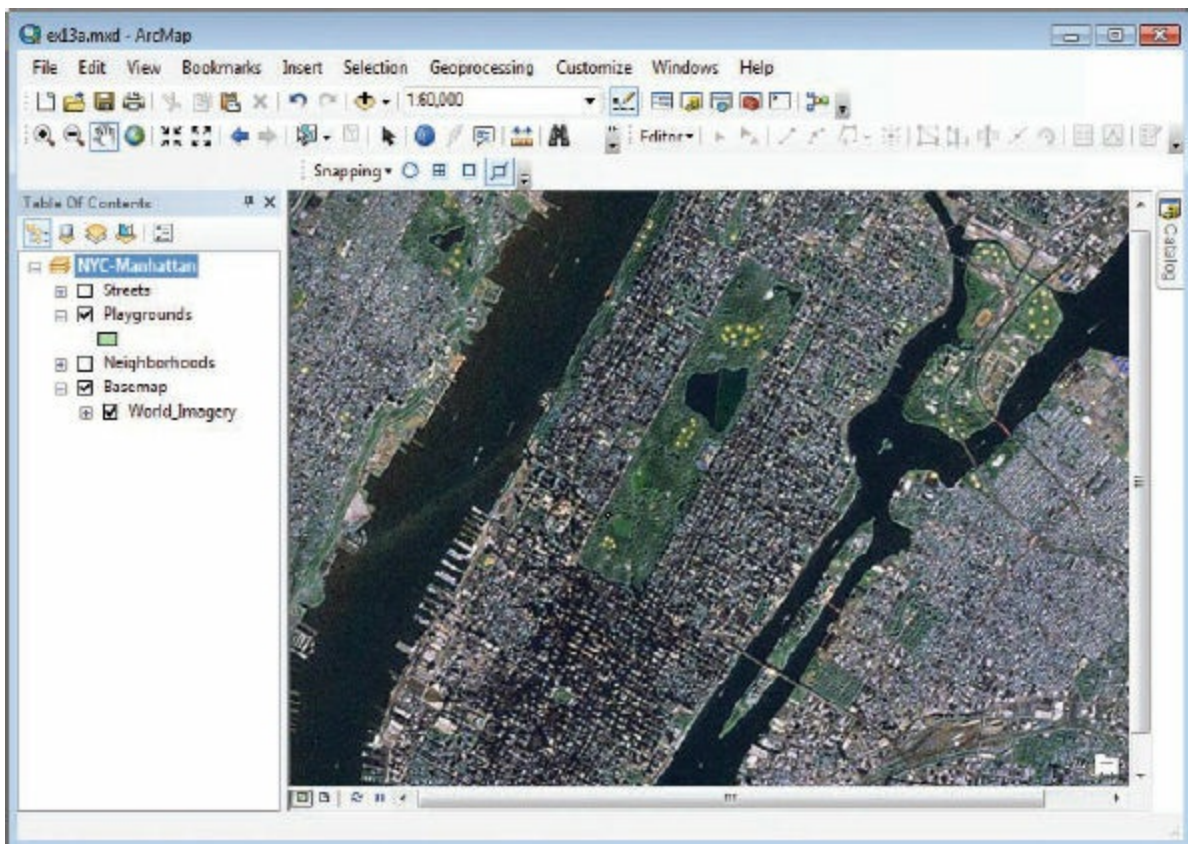 ex13a.mxd - ArcMap
File Edit View Bookmarks Insert Selection Geoprocessing Customize Windows Help
1:60,000
Editor
Snapping
Table Of Contents
Catalog
NYC-Manhattan
Streets
Playgrounds
Neighborhoods
Basemap
World_Imagery